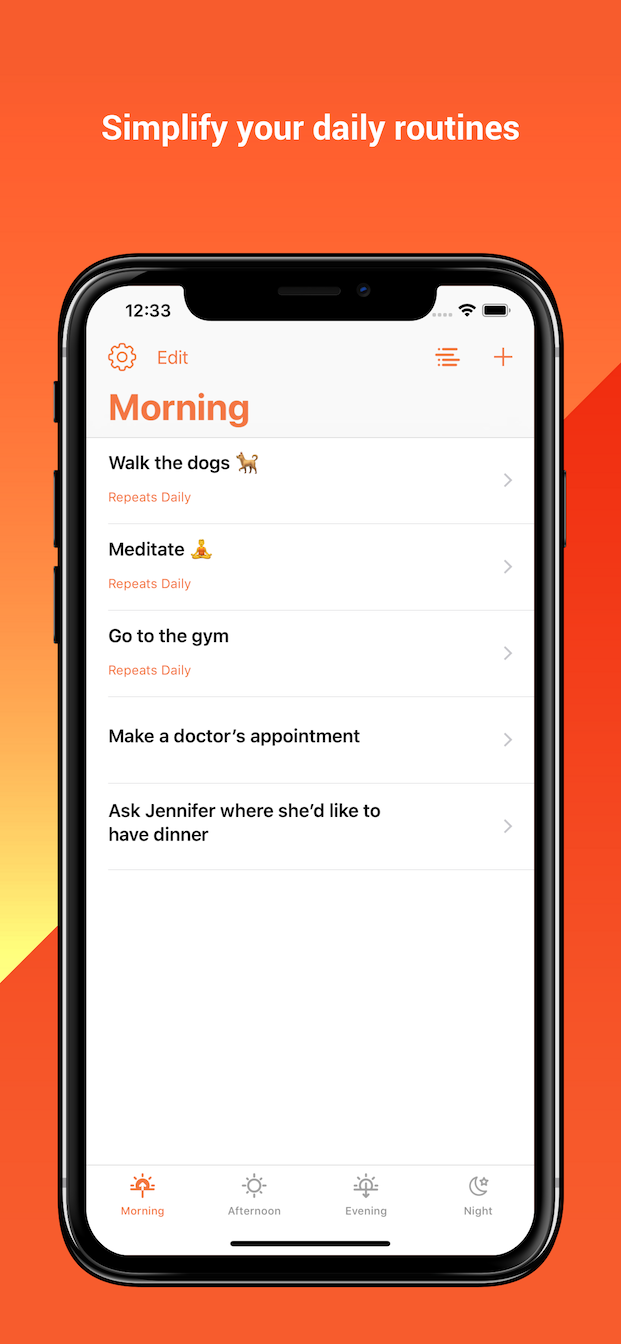 Simplify your daily routines
12:33
Edit
Morning
Walk the dogs 🐕
Repeats Daily
Meditate 🧘
Repeats Daily
Go to the gym
Repeats Daily
Make a doctor’s appointment
Ask Jennifer where she’d like to
have dinner
Morning
Afternoon
Evening
Night